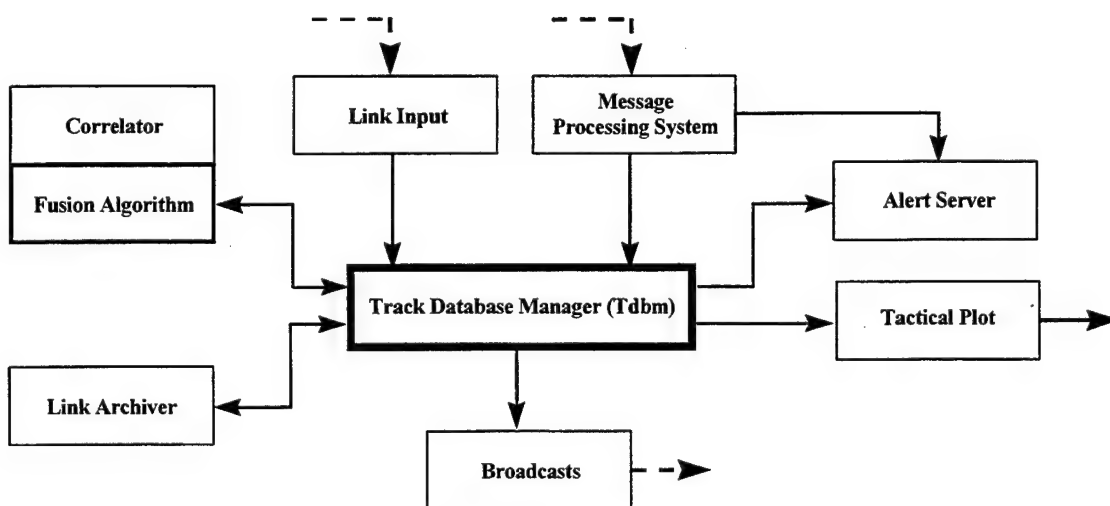 Link Input
Message
Processing System
Correlator
Fusion Algorithm
Alert Server
Track Database Manager (Tdbm)
Tactical Plot
Link Archiver
Broadcasts